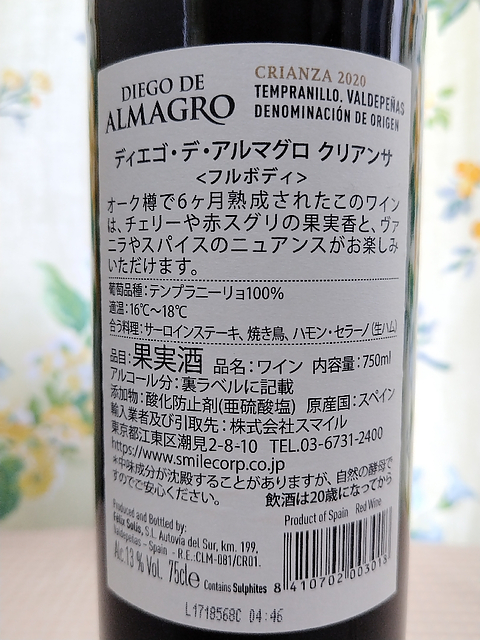 DIEGO DE
ALMAGRO
CRIANZA 2020
TEMPRANILLO. VALDEPEÑAS
DENOMINACIÓN DE ORIGEN
ディエゴ・デ・アルマグロ クリアンサ
<フルボディ>
オーク樽で6ヶ月熟成されたこのワイン
は、チェリーや赤スグリの果実香と、ヴァ
ニラやスパイスのニュアンスがお楽しみ
いただけます。
葡萄品種:テンプラニーリョ100%
適温:16℃~18℃
合う料理:サーロインステーキ、焼き鳥、ハモン・セラーノ(生ハム)
品目:果実酒 品名:ワイン 内容量:750ml
アルコール分:裏ラベルに記載
添加物:酸化防止剤(亜硫酸塩) 原産国:スペイン
輸入業者及び引取先:株式会社スマイル
東京都江東区潮見2-8-10 TEL.03-6731-2400
https://www.smilecorp.co.jp
*中味成分が沈殿することがありますが、自然の酵母で
すのでご安心ください。 飲酒は20歳になってから
Produced and Bottled by:
Félix Solís, S.L. Autovía del Sur, km. 199,
Valdepeñas – Spain - R.E.:CLM-081/CR01.
Alc.13 % Vol. 75cl e Contains Sulphites
Product of Spain Red Wine
8 410702 003018
L1718568C 04:46